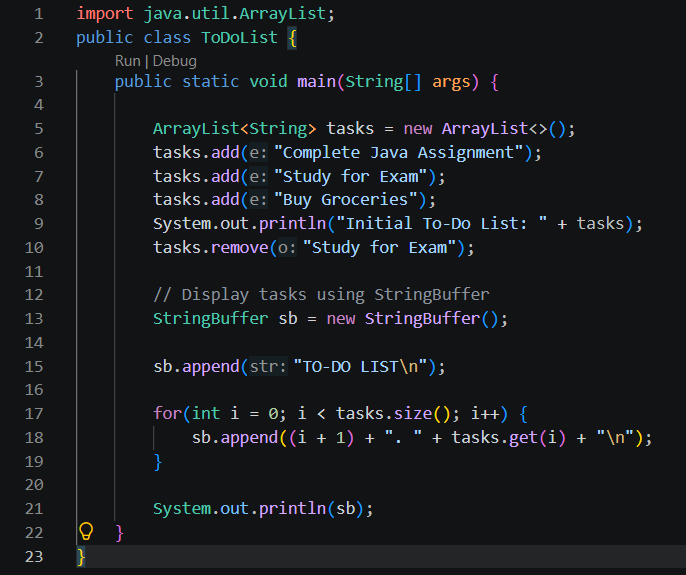 1 import java.util.ArrayList;
2 public class ToDoList {
Run | Debug
3 public static void main(String[] args) {
4
5 ArrayList<String> tasks = new ArrayList<>();
6 tasks.add(e: "Complete Java Assignment");
7 tasks.add(e: "Study for Exam");
8 tasks.add(e: "Buy Groceries");
9 System.out.println("Initial To-Do List: " + tasks);
10 tasks.remove(o: "Study for Exam");
11
12 // Display tasks using StringBuffer
13 StringBuffer sb = new StringBuffer();
14
15 sb.append(str: "TO-DO LIST\n");
16
17 for(int i = 0; i < tasks.size(); i++) {
18 sb.append((i + 1) + ". " + tasks.get(i) + "\n");
19 }
20
21 System.out.println(sb);
22 }
23 }